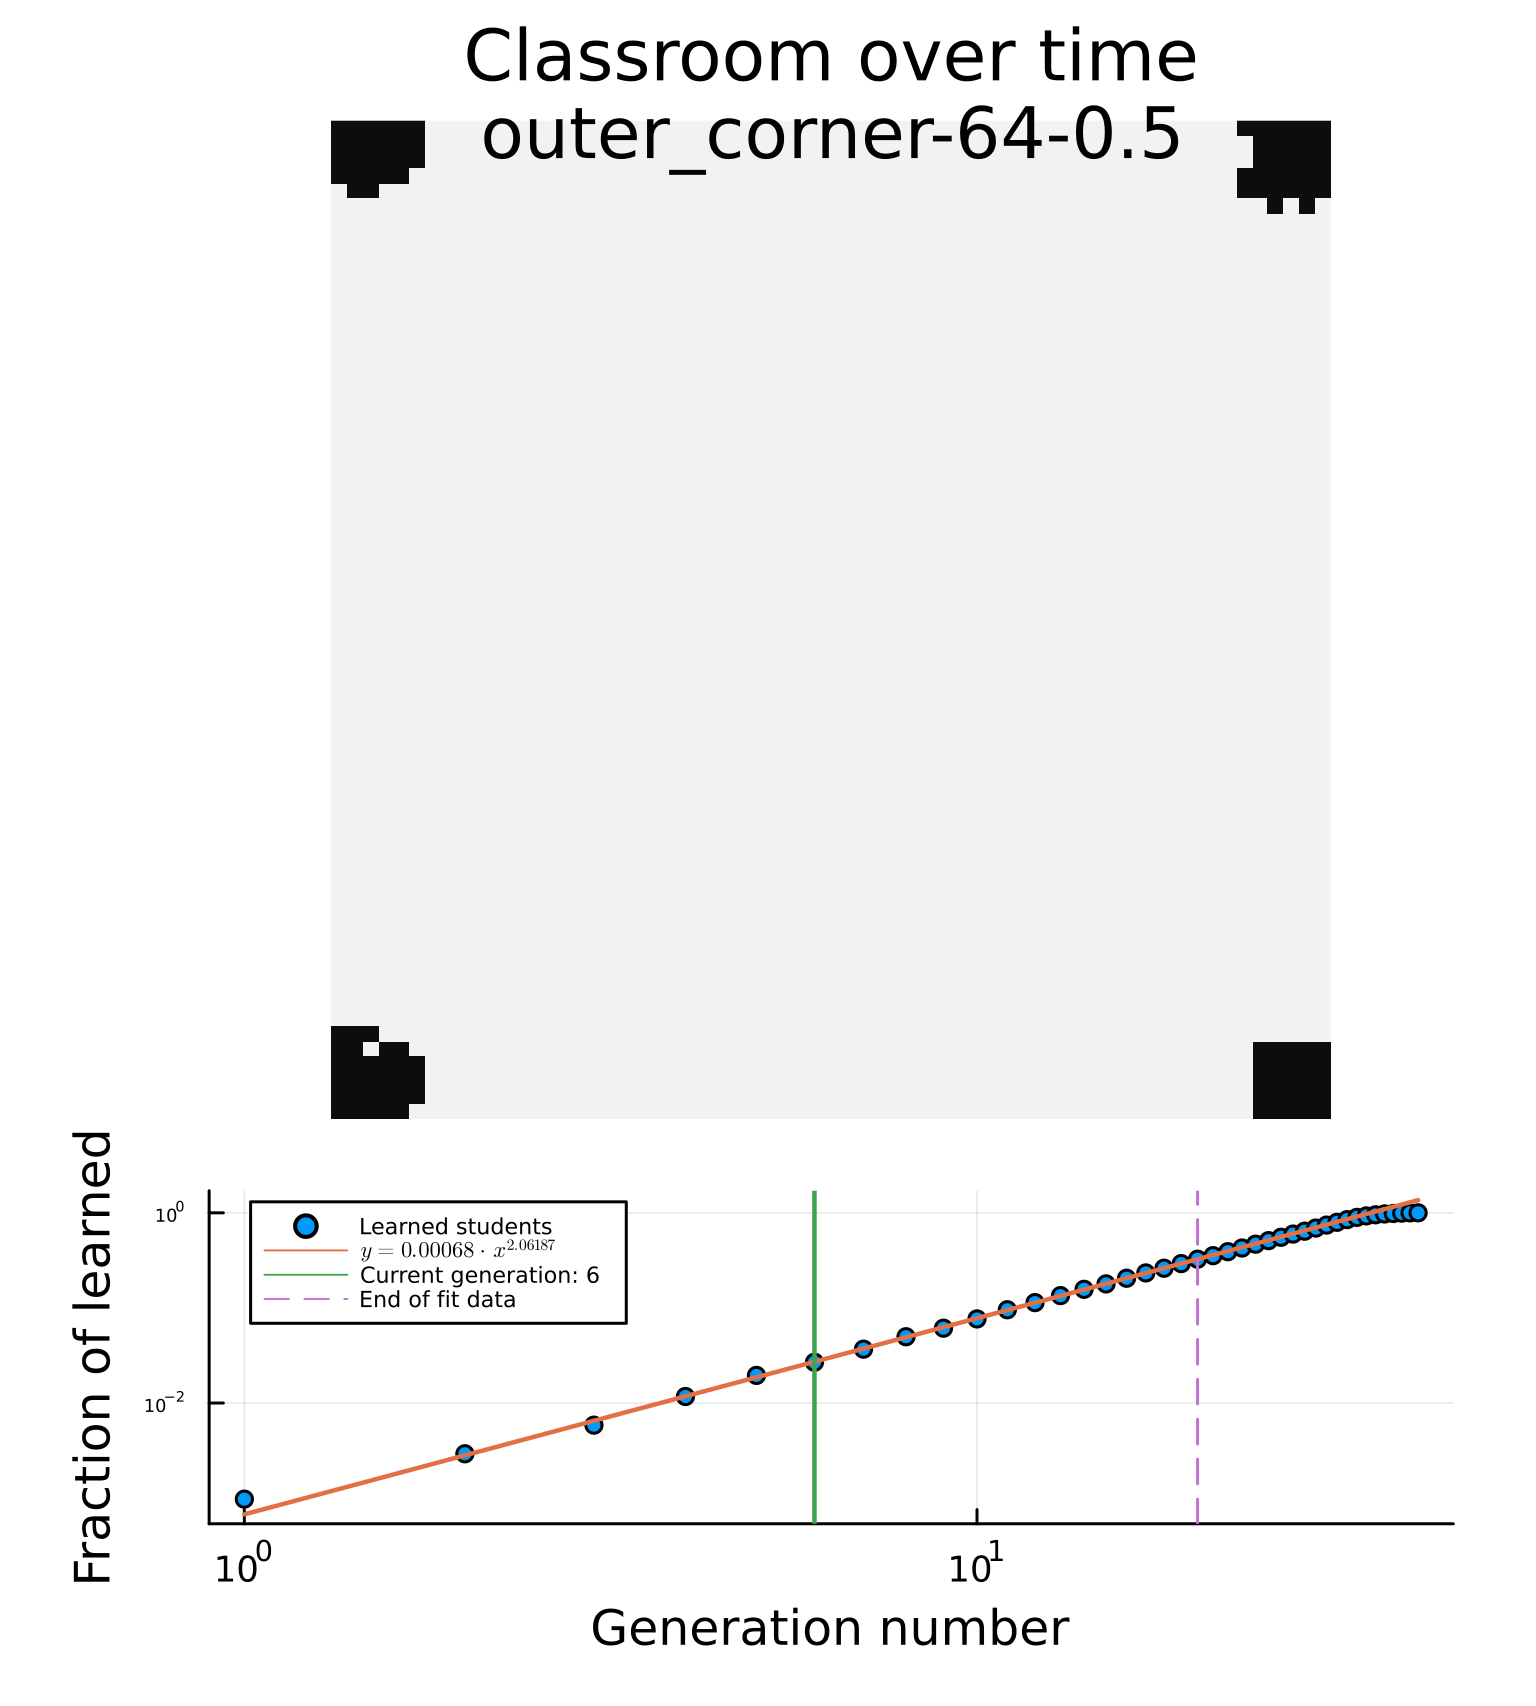 Classroom over time
outer_corner-64-0.5
Fraction of learned
10⁰
10⁻²
Learned students
y = 0.00068 · x^2.06187
Current generation: 6
End of fit data
10⁰
10¹
Generation number